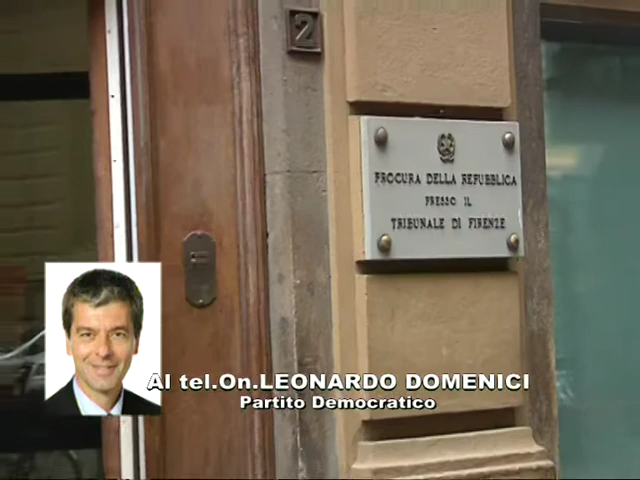 2
PROCURA DELLA REPUBBLICA
PRESSO IL
TRIBUNALE DI FIRENZE
Al tel.On.LEONARDO DOMENICI
Partito Democratico